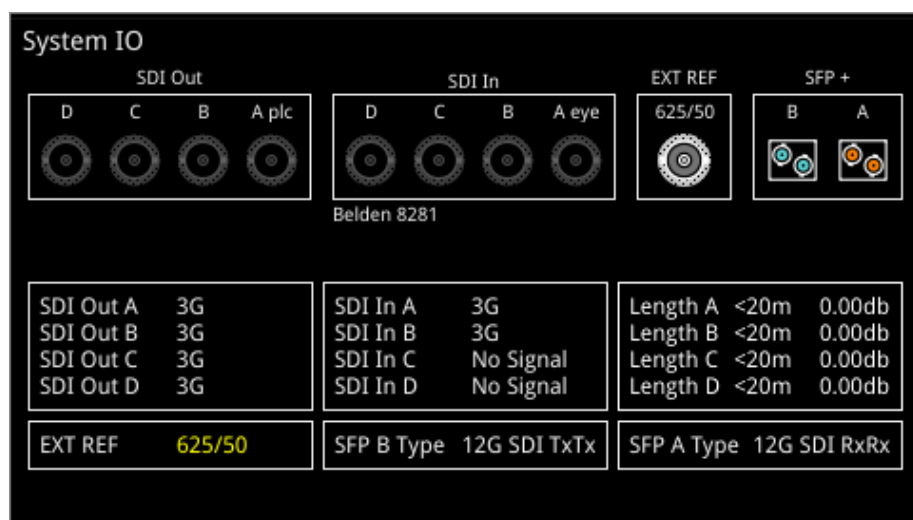 System IO
SDI Out
SDI In
EXT REF
SFP +
D C B A plc
D C B A eye
625/50
B A
Belden 8281
SDI Out A 3G
SDI Out B 3G
SDI Out C 3G
SDI Out D 3G
SDI In A 3G
SDI In B 3G
SDI In C No Signal
SDI In D No Signal
Length A <20m 0.00db
Length B <20m 0.00db
Length C <20m 0.00db
Length D <20m 0.00db
EXT REF 625/50
SFP B Type 12G SDI TxTx
SFP A Type 12G SDI RxRx